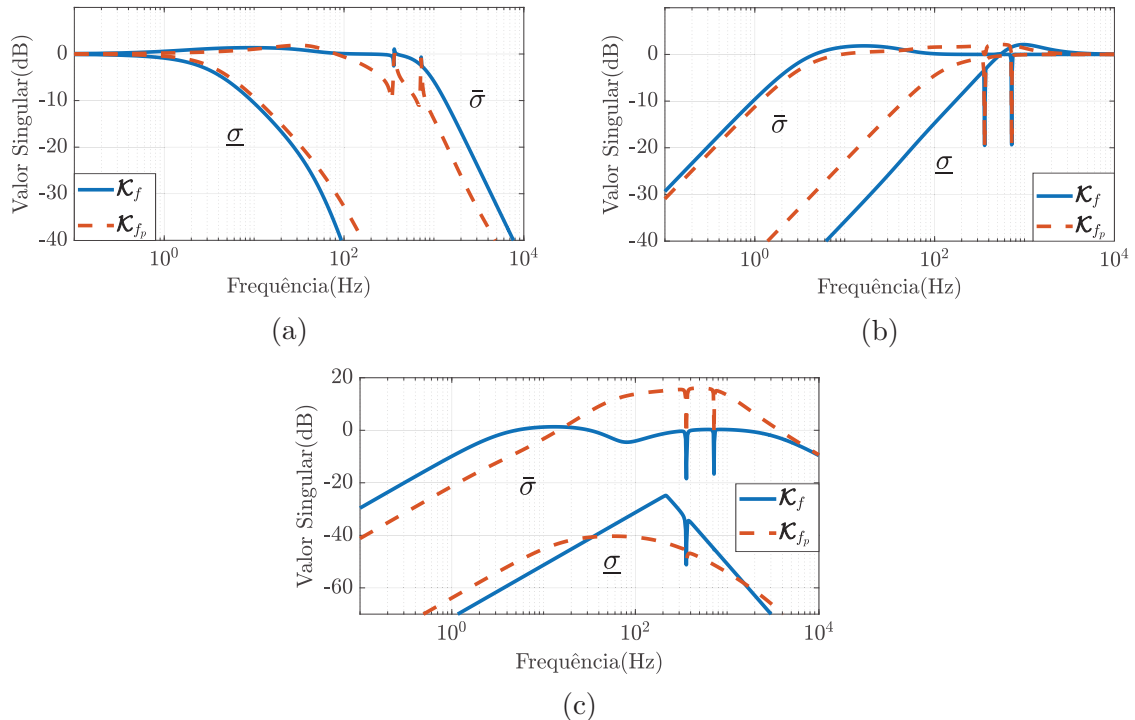 0
-10
-20
-30
-40
Valor Singular(dB)
σ̄
σ
𝒦f
𝒦fp
10^0
10^2
10^4
Frequência(Hz)
(a)
0
-10
-20
-30
-40
Valor Singular(dB)
σ̄
σ
𝒦f
𝒦fp
10^0
10^2
10^4
Frequência(Hz)
(b)
20
0
-20
-40
-60
Valor Singular(dB)
σ̄
σ
𝒦f
𝒦fp
10^0
10^2
10^4
Frequência(Hz)
(c)